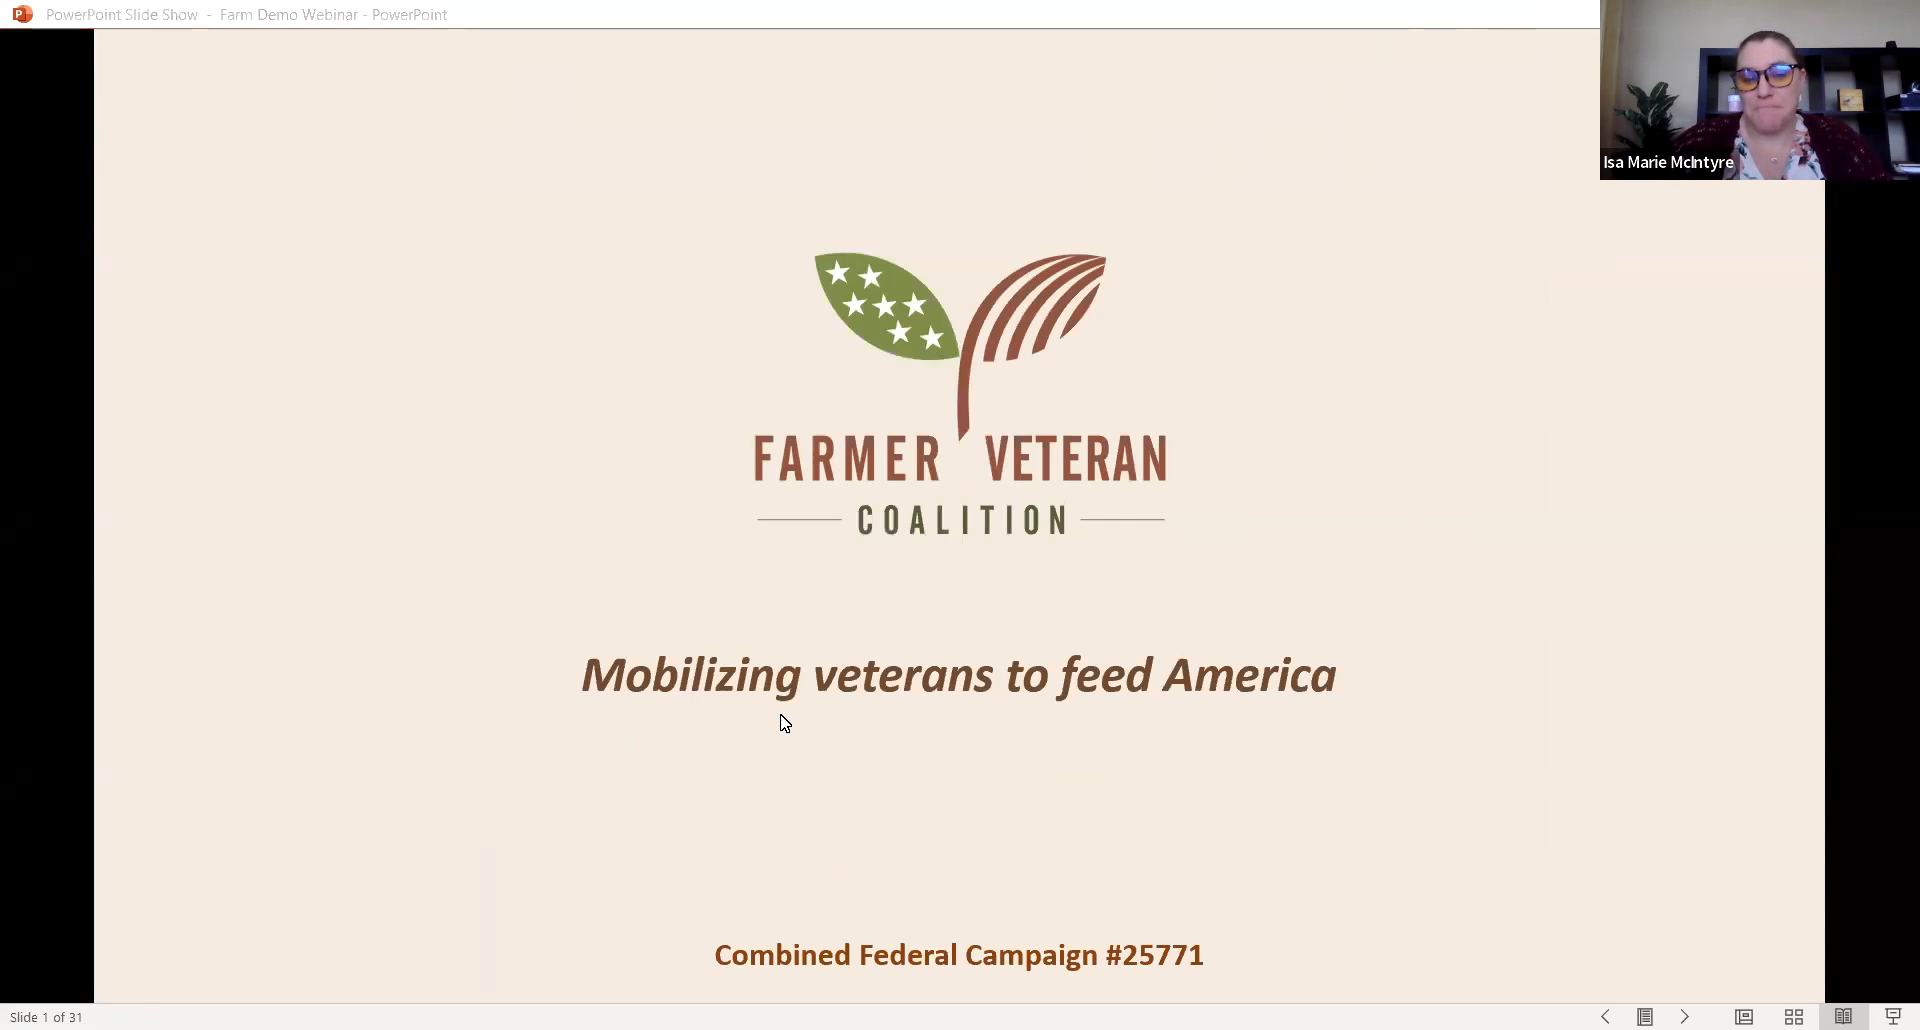 PowerPoint Slide Show - Farm Demo Webinar - PowerPoint
Isa Marie McIntyre
FARMER VETERAN
COALITION
Mobilizing veterans to feed America
Combined Federal Campaign #25771
Slide 1 of 31